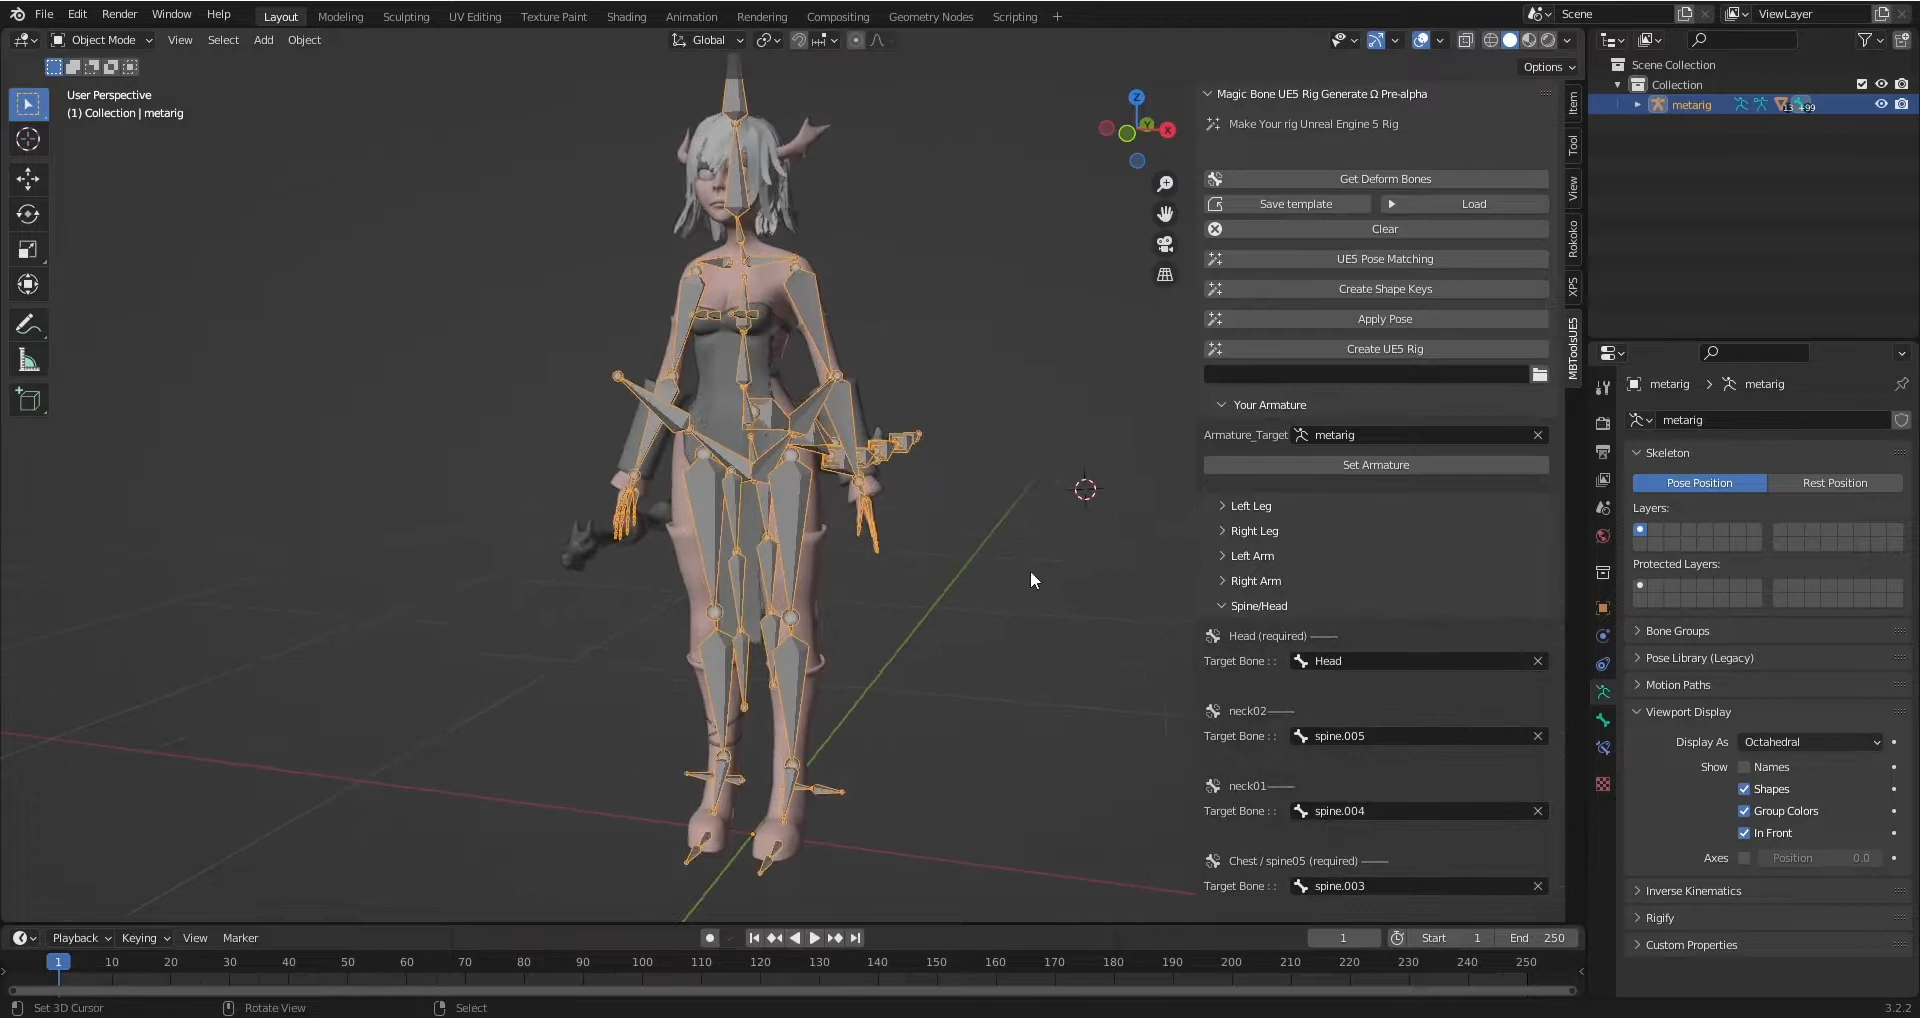 File Edit Render Window Help Layout Modeling Sculpting UV Editing Texture Paint Shading Animation Rendering Compositing Geometry Nodes Scripting + Scene ViewLayer
Object Mode View Select Add Object Global
Options
User Perspective
(1) Collection | metarig
Z
Y
X
Magic Bone UE5 Rig Generate Ω Pre-alpha
Make Your rig Unreal Engine 5 Rig
Get Deform Bones
Save template Load
Clear
UE5 Pose Matching
Create Shape Keys
Apply Pose
Create UE5 Rig
Your Armature
Armature_Target metarig
Set Armature
Left Leg
Right Leg
Left Arm
Right Arm
Spine/Head
Head (required) ——
Target Bone : : Head
neck02——
Target Bone : : spine.005
neck01——
Target Bone : : spine.004
Chest / spine05 (required) ——
Target Bone : : spine.003
Item
Tool
View
Rokoko
XPS
MBToolsUE5
Scene Collection
Collection
metarig 13 +99
metarig > metarig
metarig
Skeleton
Pose Position Rest Position
Layers:
Protected Layers:
Bone Groups
Pose Library (Legacy)
Motion Paths
Viewport Display
Display As Octahedral
Show Names
Shapes
Group Colors
In Front
Axes Position 0.0
Inverse Kinematics
Rigify
Custom Properties
Playback Keying View Marker 1 Start 1 End 250
1 10 20 30 40 50 60 70 80 90 100 110 120 130 140 150 160 170 180 190 200 210 220 230 240 250
Set 3D Cursor Rotate View Select 3.2.2